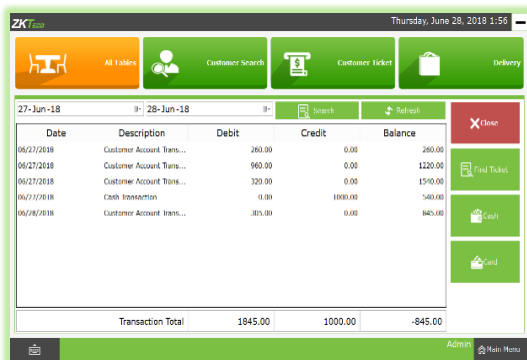 ZKTeco
Thursday, June 28, 2018 1:56
All Tables
Customer Search
Customer Ticket
Delivery
27-Jun-18
28-Jun-18
Search
Refresh
Close
Date Description Debit Credit Balance
06/27/2018 Customer Account Trans... 260.00 0.00 260.00
06/27/2018 Customer Account Trans... 960.00 0.00 1220.00
06/27/2018 Customer Account Trans... 320.00 0.00 1540.00
06/27/2018 Cash Transaction 0.00 1000.00 540.00
06/28/2018 Customer Account Trans... 305.00 0.00 845.00
Find Ticket
Cash
Card
Transaction Total 1845.00 1000.00 -845.00
Admin
Main Menu